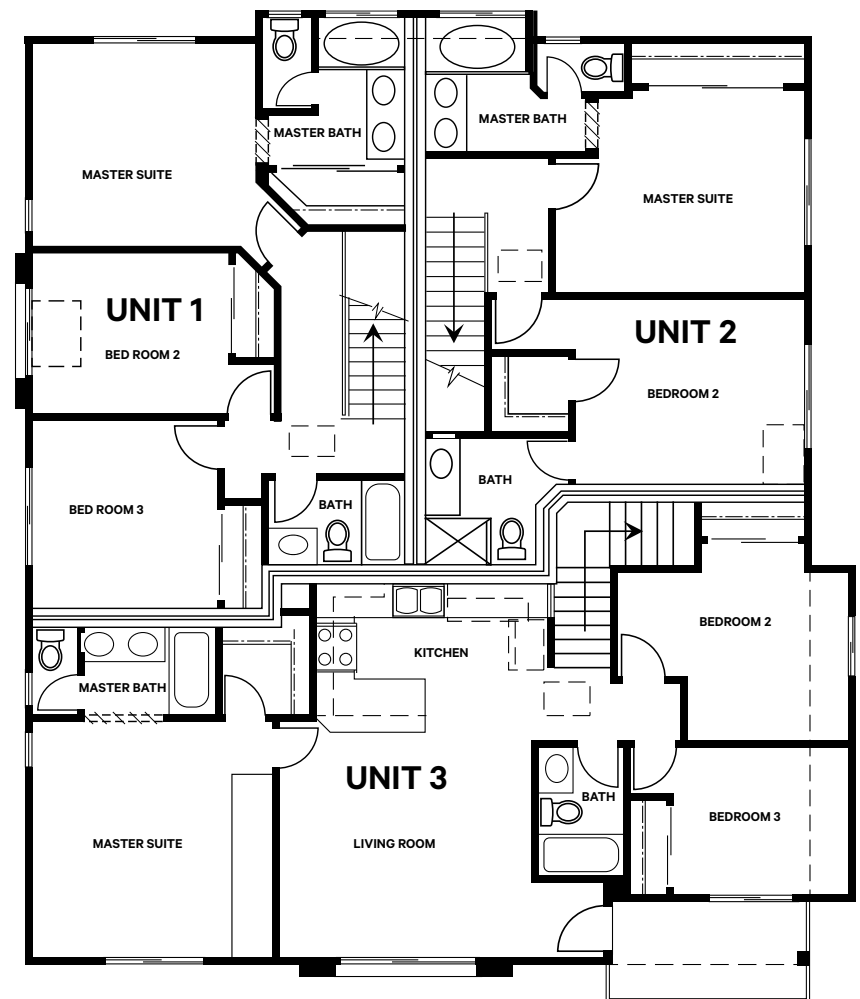 MASTER BATH
MASTER BATH
MASTER SUITE
MASTER SUITE
UNIT 1
BED ROOM 2
UNIT 2
BEDROOM 2
BED ROOM 3
BATH
BATH
BEDROOM 2
KITCHEN
MASTER BATH
UNIT 3
BATH
BEDROOM 3
MASTER SUITE
LIVING ROOM